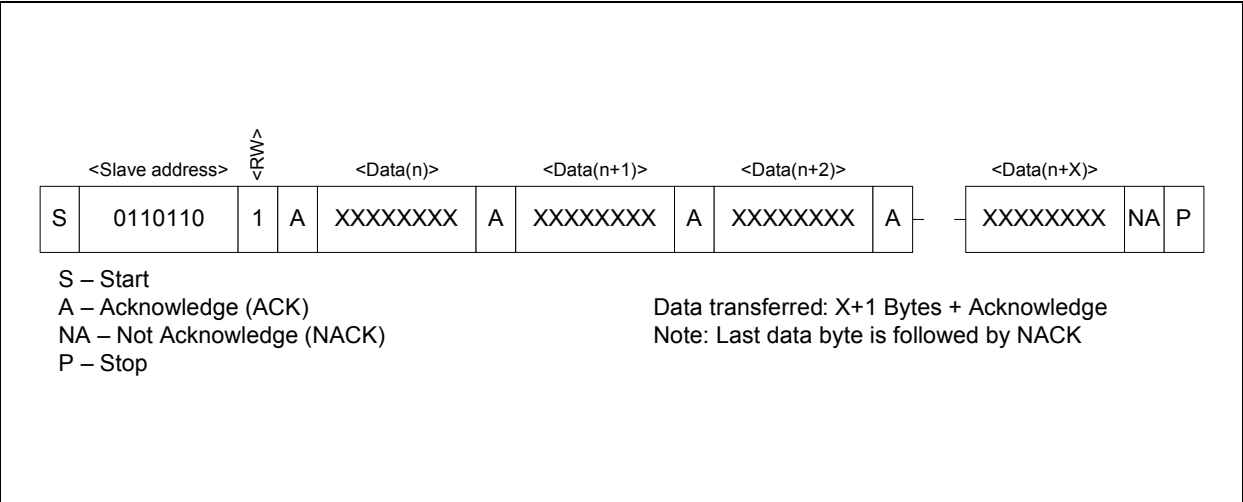 <Slave address> <RW> <Data(n)> <Data(n+1)> <Data(n+2)> <Data(n+X)>
S 0110110 1 A XXXXXXXX A XXXXXXXX A XXXXXXXX A XXXXXXXX NA P
S – Start
A – Acknowledge (ACK) Data transferred: X+1 Bytes + Acknowledge
NA – Not Acknowledge (NACK) Note: Last data byte is followed by NACK
P – Stop